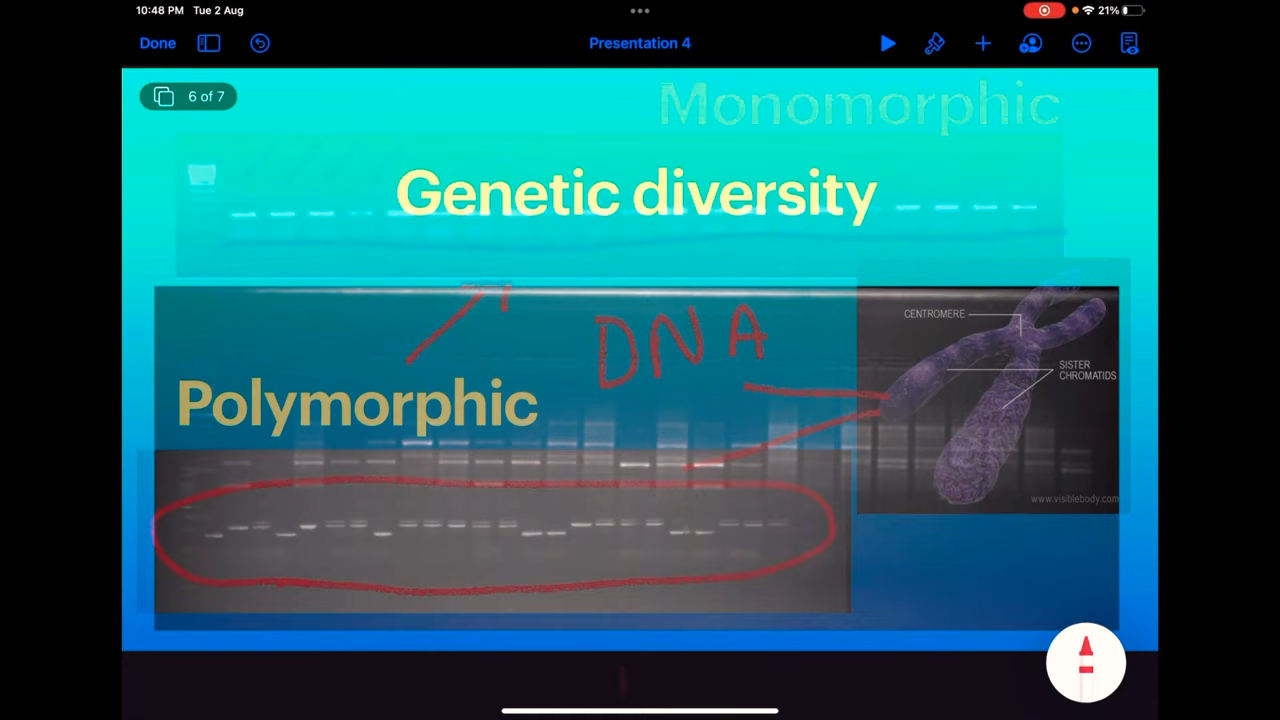 10:48 PM Tue 2 Aug
21%
Done
Presentation 4
6 of 7
Monomorphic
Genetic diversity
DNA
CENTROMERE
SISTER
CHROMATIDS
Polymorphic
www.visiblebody.com